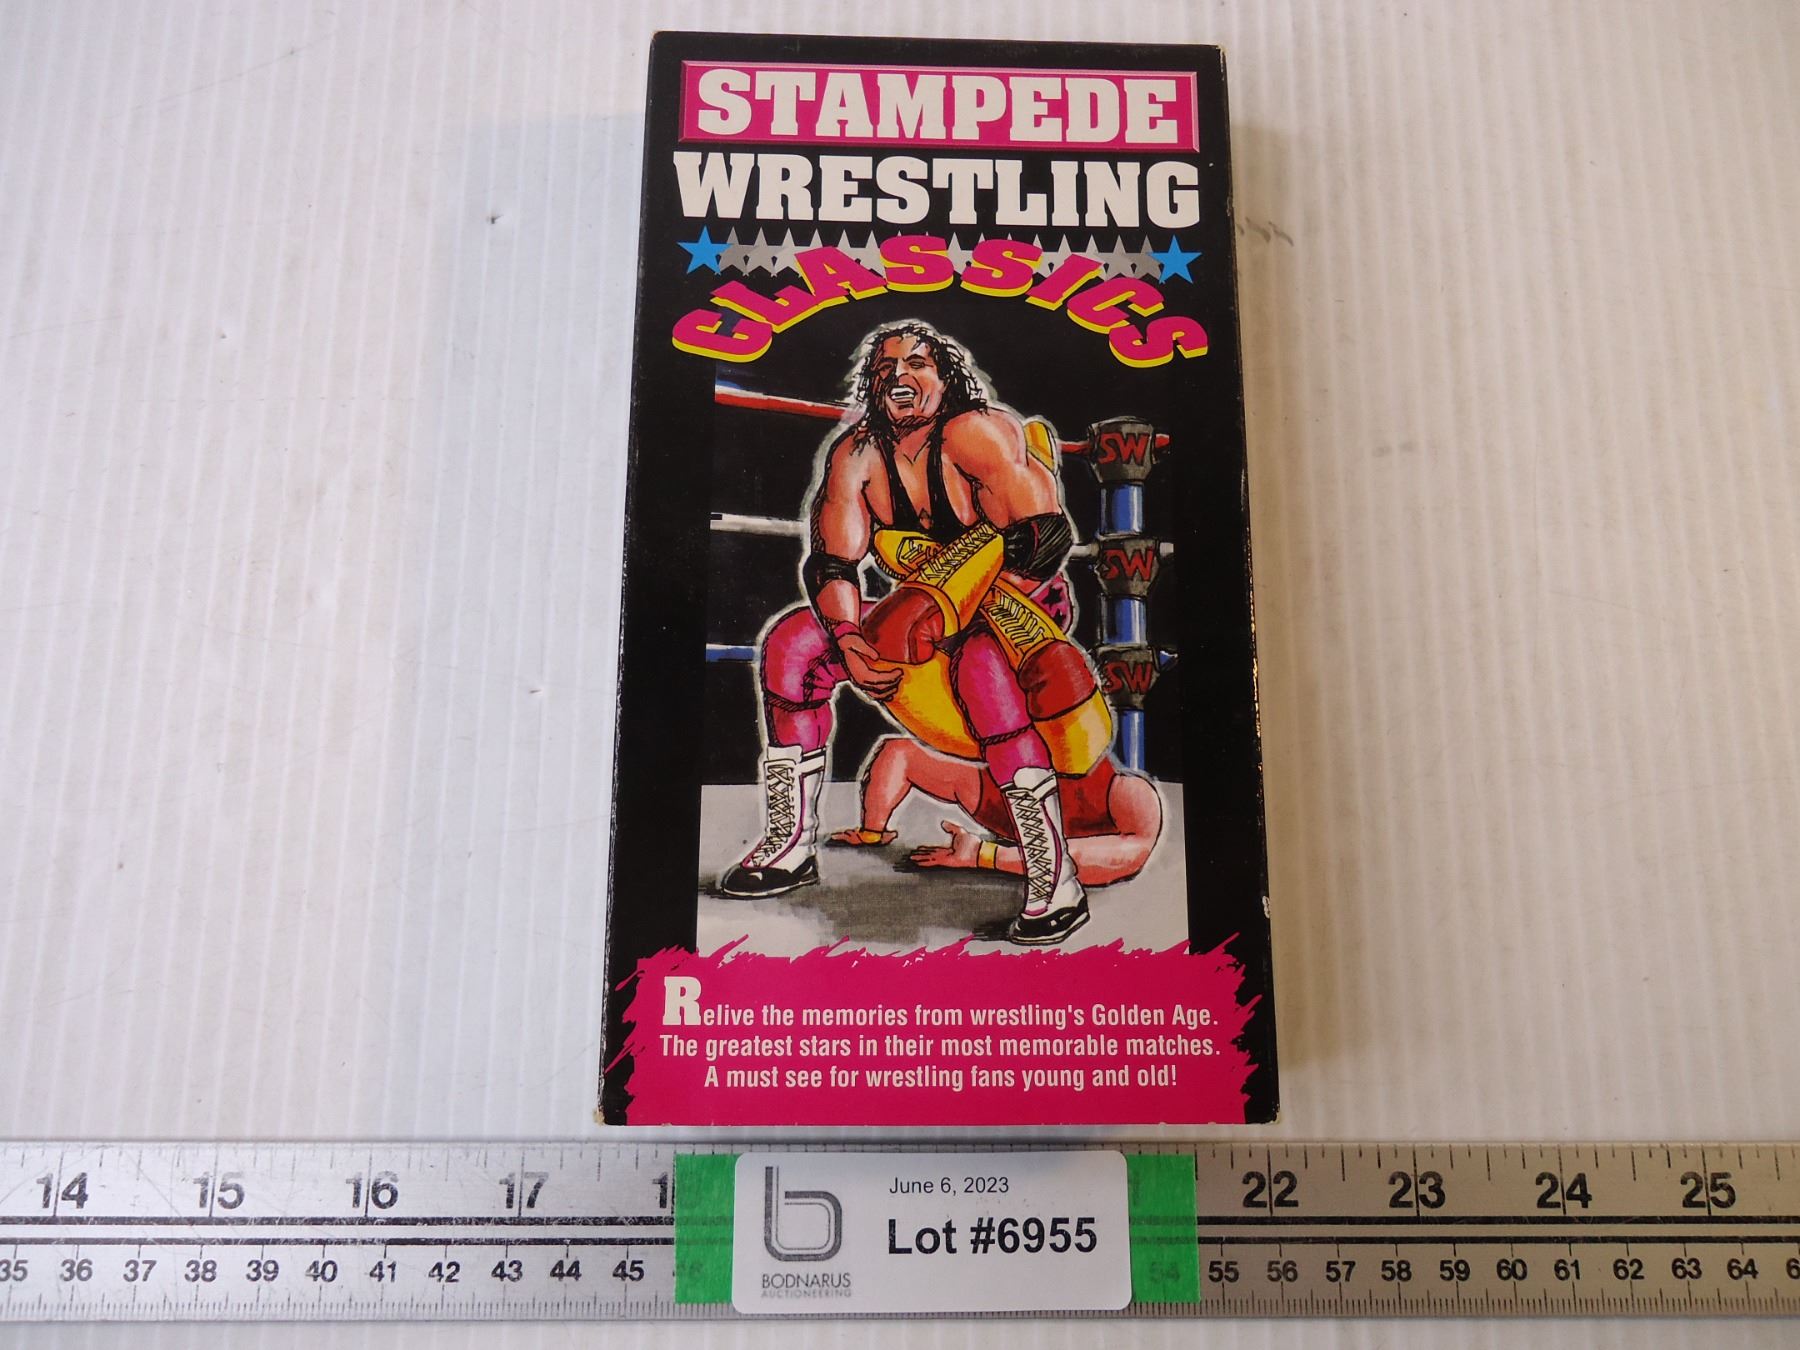 STAMPEDE
WRESTLING
CLASSICS
SW
SW
SW
Relive the memories from wrestling's Golden Age.
The greatest stars in their most memorable matches.
A must see for wrestling fans young and old!
14 15 16 17 22 23 24 25
June 6, 2023
Lot #6955
BODNARUS
AUCTIONEERING
35 36 37 38 39 40 41 42 43 44 45 54 55 56 57 58 59 60 61 62 63 64